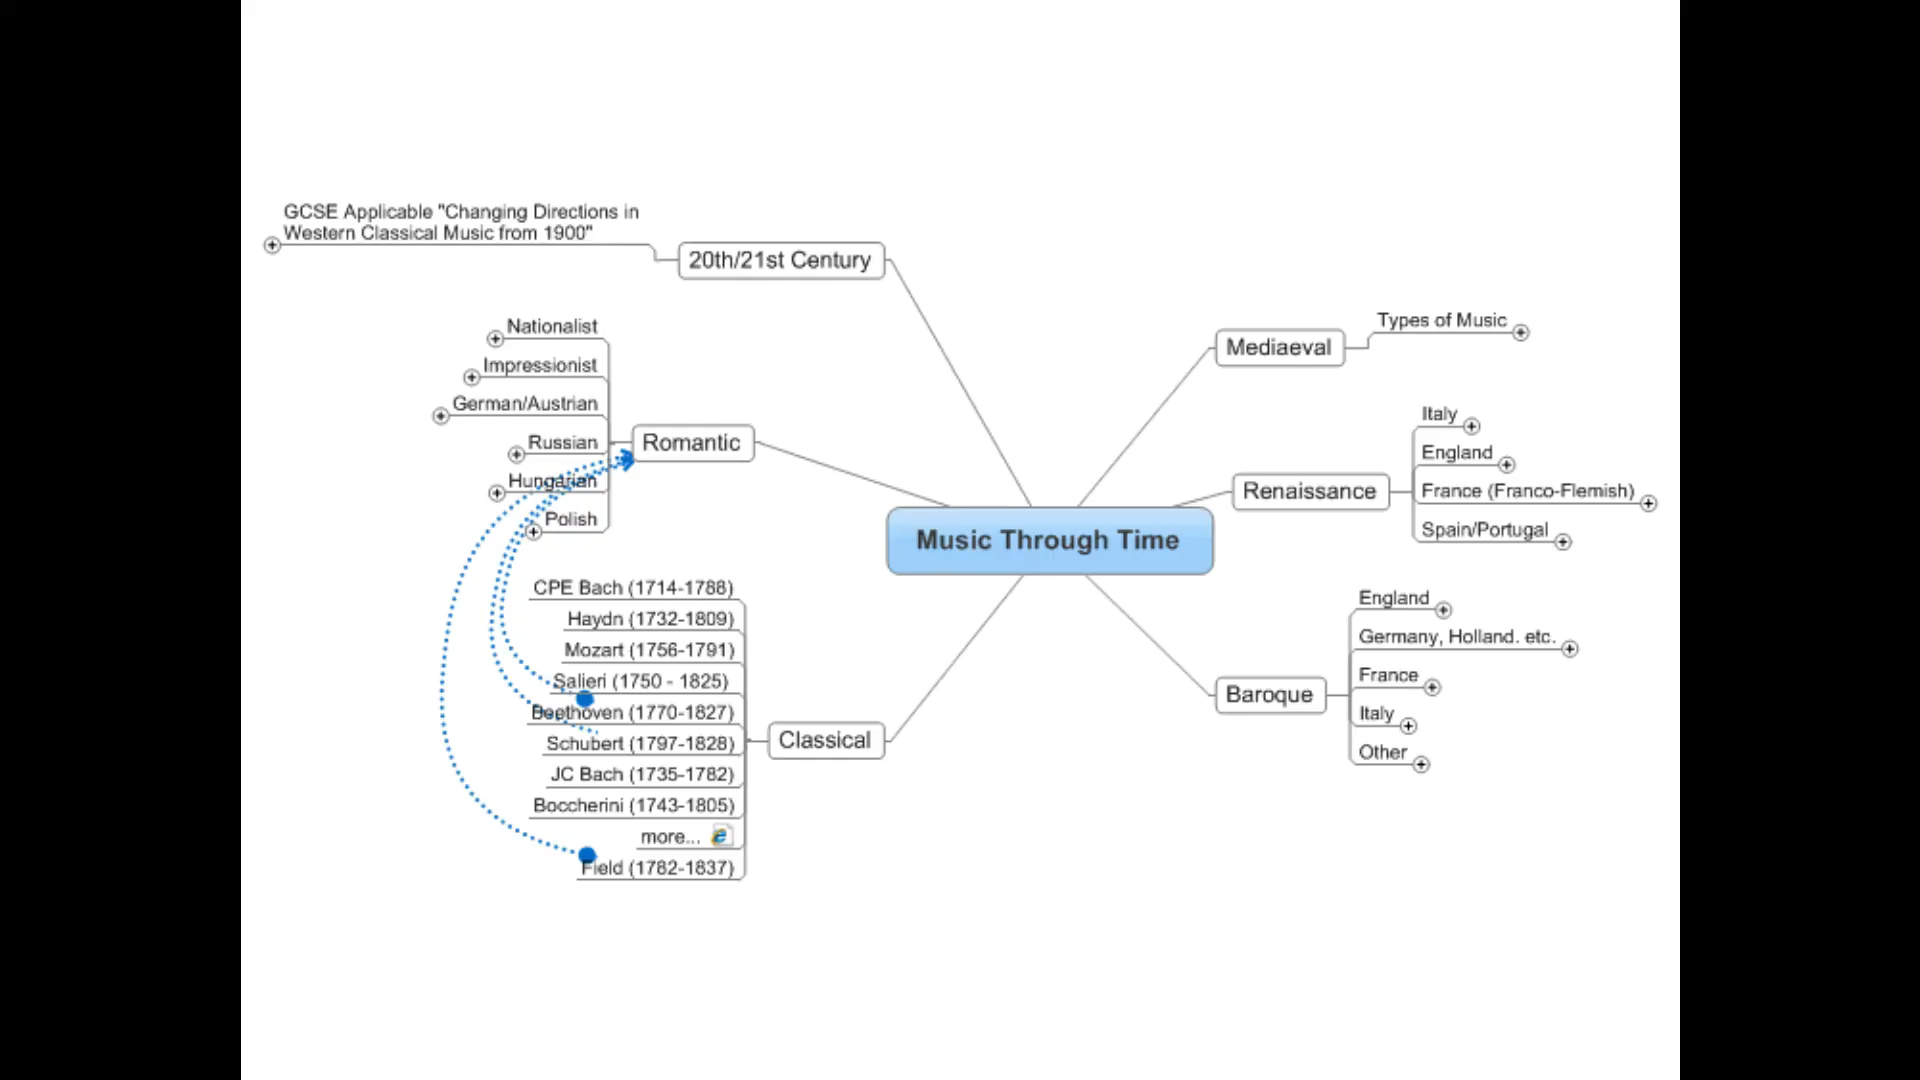 GCSE Applicable "Changing Directions in
Western Classical Music from 1900"
20th/21st Century
Nationalist
Impressionist
German/Austrian
Russian
Hungarian
Polish
Romantic
CPE Bach (1714-1788)
Haydn (1732-1809)
Mozart (1756-1791)
Salieri (1750 - 1825)
Beethoven (1770-1827)
Schubert (1797-1828)
JC Bach (1735-1782)
Boccherini (1743-1805)
more...
Field (1782-1837)
Classical
Music Through Time
Mediaeval
Types of Music
Renaissance
Italy
England
France (Franco-Flemish)
Spain/Portugal
Baroque
England
Germany, Holland. etc.
France
Italy
Other